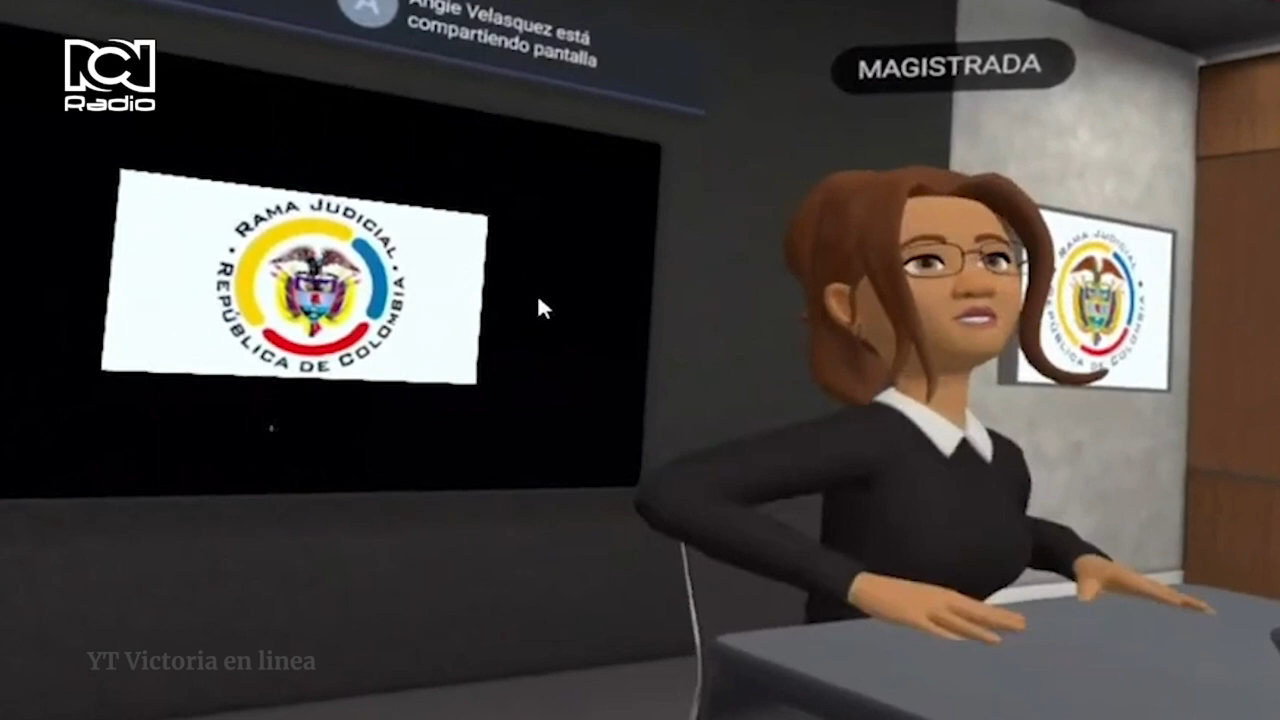 Angie Velasquez está
compartiendo pantalla
A
MAGISTRADA
RCN
Radio
RAMA JUDICIAL
REPÚBLICA DE COLOMBIA
RAMA JUDICIAL
REPÚBLICA DE COLOMBIA
YT Victoria en linea